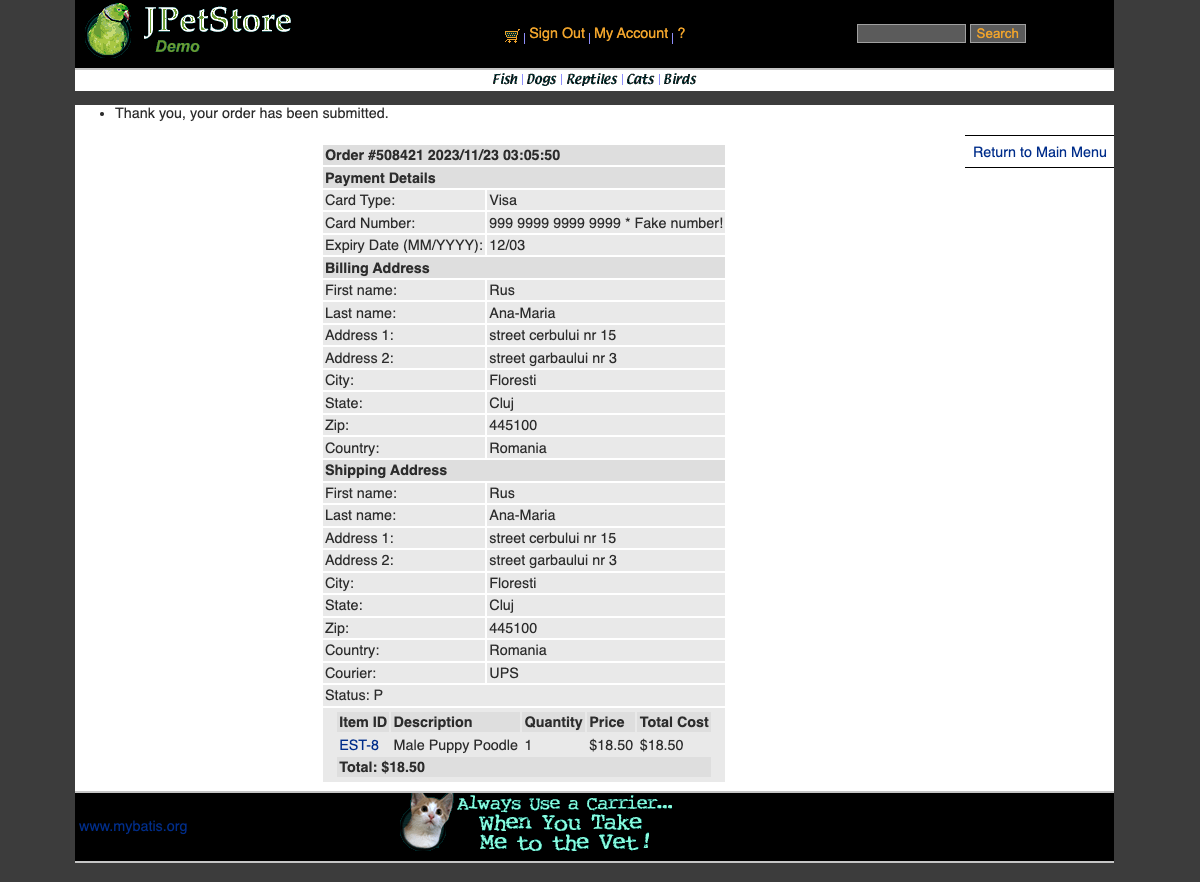 JPetStore
Demo
Sign Out | My Account | ?
Search
Fish | Dogs | Reptiles | Cats | Birds
Thank you, your order has been submitted.
Return to Main Menu
Order #508421 2023/11/23 03:05:50
Payment Details
Card Type: Visa
Card Number: 999 9999 9999 9999 * Fake number!
Expiry Date (MM/YYYY): 12/03
Billing Address
First name: Rus
Last name: Ana-Maria
Address 1: street cerbului nr 15
Address 2: street garbaului nr 3
City: Floresti
State: Cluj
Zip: 445100
Country: Romania
Shipping Address
First name: Rus
Last name: Ana-Maria
Address 1: street cerbului nr 15
Address 2: street garbaului nr 3
City: Floresti
State: Cluj
Zip: 445100
Country: Romania
Courier: UPS
Status: P
Item ID Description Quantity Price Total Cost
EST-8 Male Puppy Poodle 1 $18.50 $18.50
Total: $18.50
www.mybatis.org
Always Use a Carrier...
When You Take
Me to the Vet!